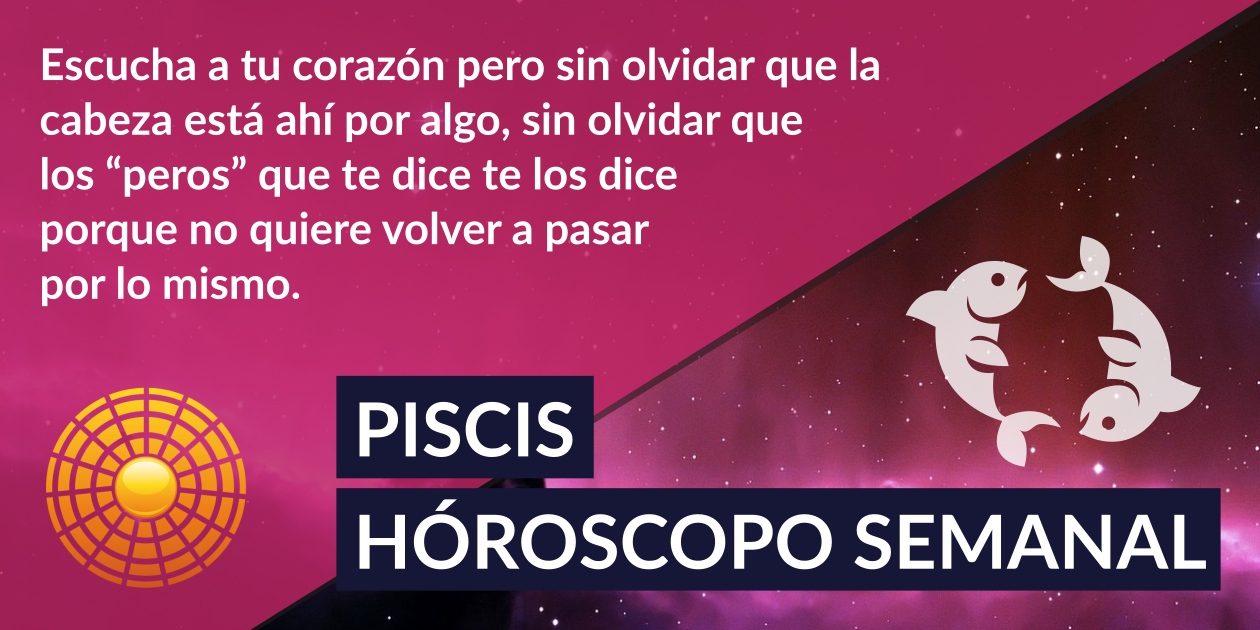 Escucha a tu corazón pero sin olvidar que la
cabeza está ahí por algo, sin olvidar que
los “peros” que te dice te los dice
porque no quiere volver a pasar
por lo mismo.
PISCIS
HÓROSCOPO SEMANAL